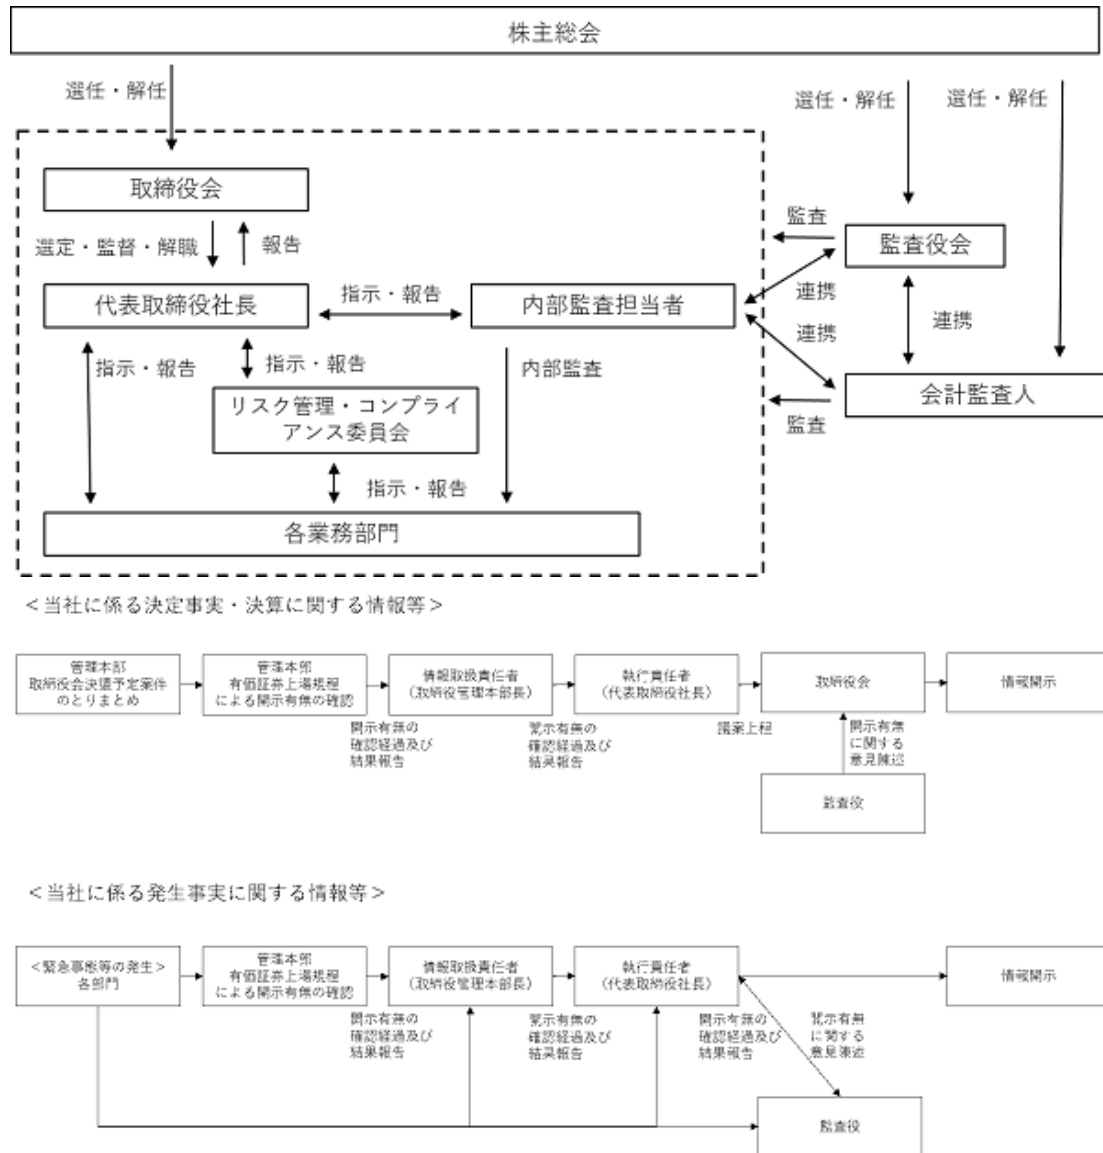 株主総会
選任・解任
選任・解任
選任・解任
取締役会
監査
監査役会
選定・監督・解職
報告
代表取締役社長
指示・報告
内部監査担当者
連携
連携
連携
指示・報告
指示・報告
内部監査
リスク管理・コンプライ
アンス委員会
会計監査人
監査
指示・報告
各業務部門
<当社に係る決定事実・決算に関する情報等>
管理本部
取締役会決議予定案件
のとりまとめ
管理本部
有価証券上場規程
による開示有無の確認
情報取扱責任者
(取締役管理本部長)
執行責任者
(代表取締役社長)
取締役会
情報開示
開示有無の
確認経過及び
結果報告
開示有無の
確認経過及び
結果報告
議案上程
開示有無
に関する
意見陳述
監査役
<当社に係る発生事実に関する情報等>
<緊急事態等の発生>
各部門
管理本部
有価証券上場規程
による開示有無の確認
情報取扱責任者
(取締役管理本部長)
執行責任者
(代表取締役社長)
情報開示
開示有無の
確認経過及び
結果報告
開示有無の
確認経過及び
結果報告
開示有無の
確認経過及び
結果報告
開示有無
に関する
意見陳述
監査役